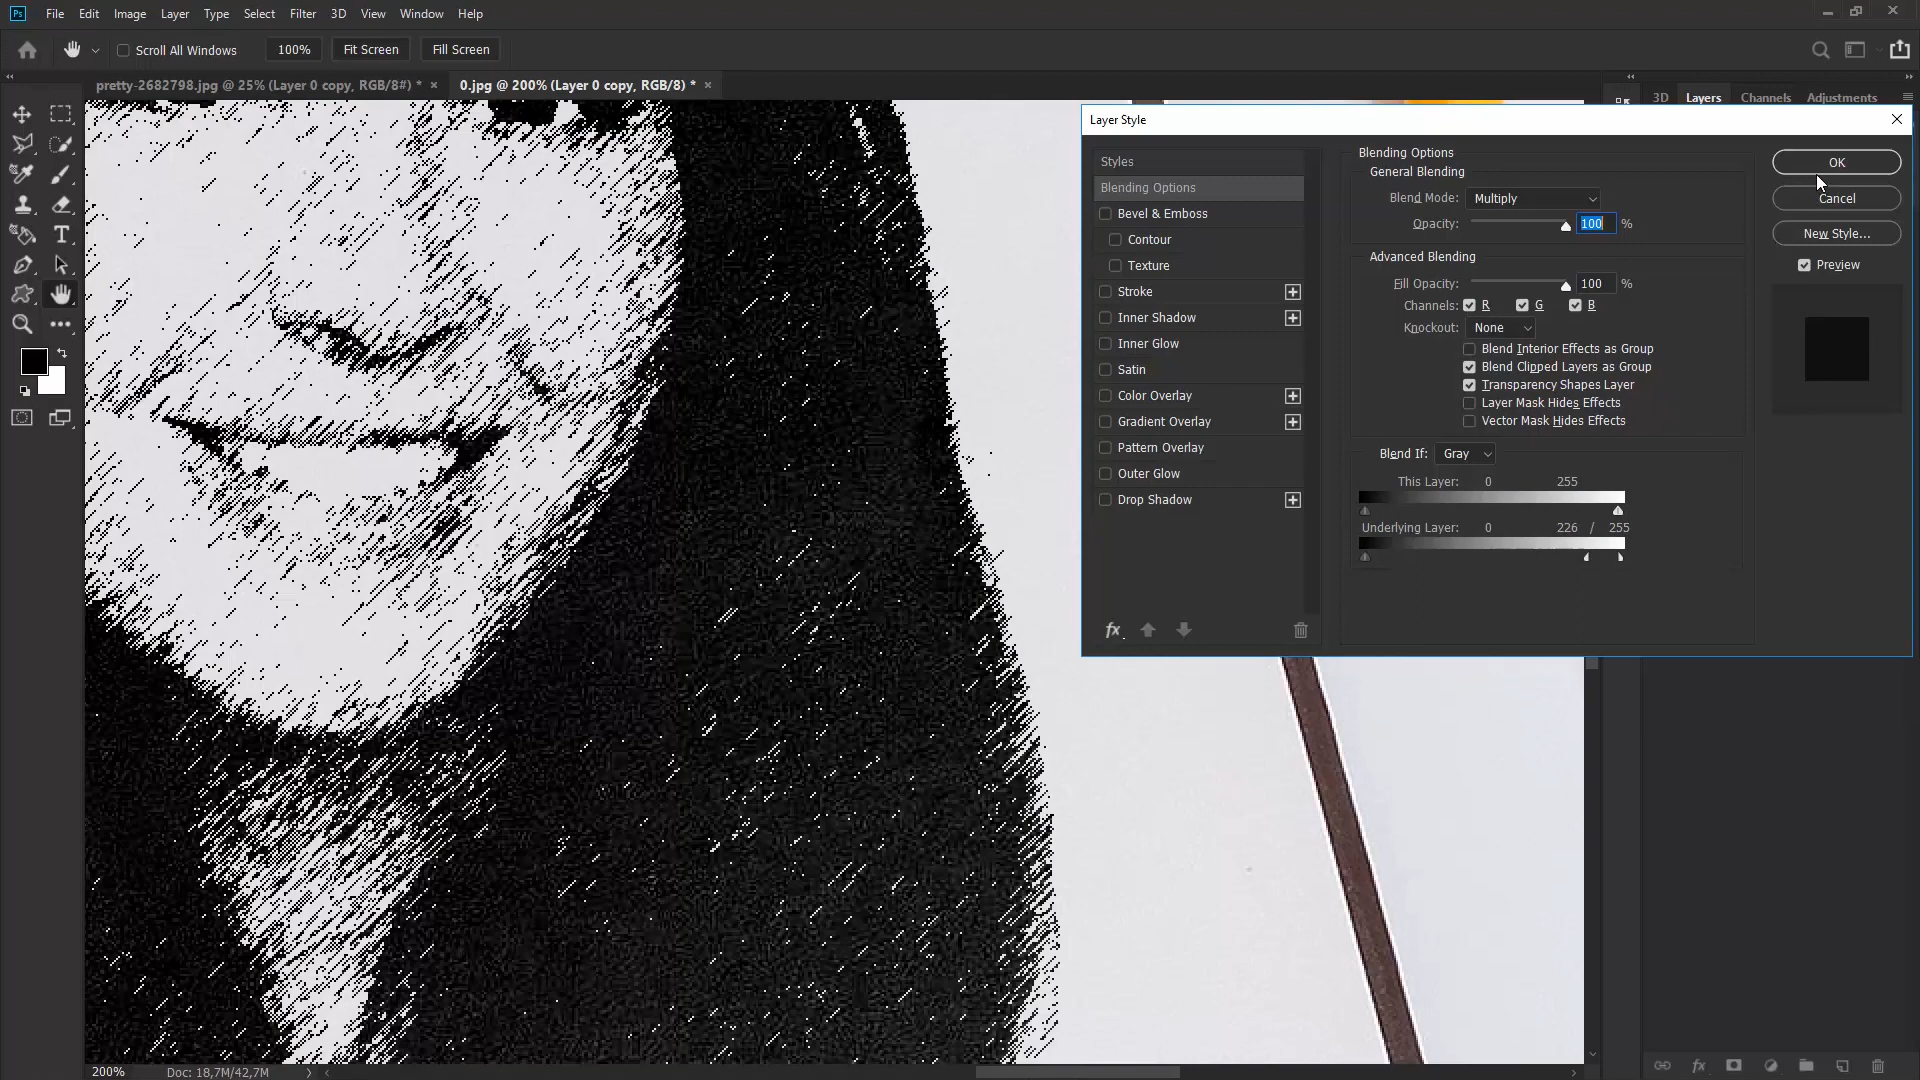 Ps File Edit Image Layer Type Select Filter 3D View Window Help
Scroll All Windows 100% Fit Screen Fill Screen
pretty-2682798.jpg @ 25% (Layer 0 copy, RGB/8#) * × 0.jpg @ 200% (Layer 0 copy, RGB/8) * ×
3D Layers Channels Adjustments
Layer Style
Styles
Blending Options
Bevel & Emboss
Contour
Texture
Stroke
Inner Shadow
Inner Glow
Satin
Color Overlay
Gradient Overlay
Pattern Overlay
Outer Glow
Drop Shadow
fx
Blending Options
General Blending
Blend Mode: Multiply
Opacity: 100 %
Advanced Blending
Fill Opacity: 100 %
Channels: R G B
Knockout: None
Blend Interior Effects as Group
Blend Clipped Layers as Group
Transparency Shapes Layer
Layer Mask Hides Effects
Vector Mask Hides Effects
Blend If: Gray
This Layer: 0 255
Underlying Layer: 0 226 / 255
OK
Cancel
New Style...
Preview
T
200% Doc: 18,7M/42,7M
fx